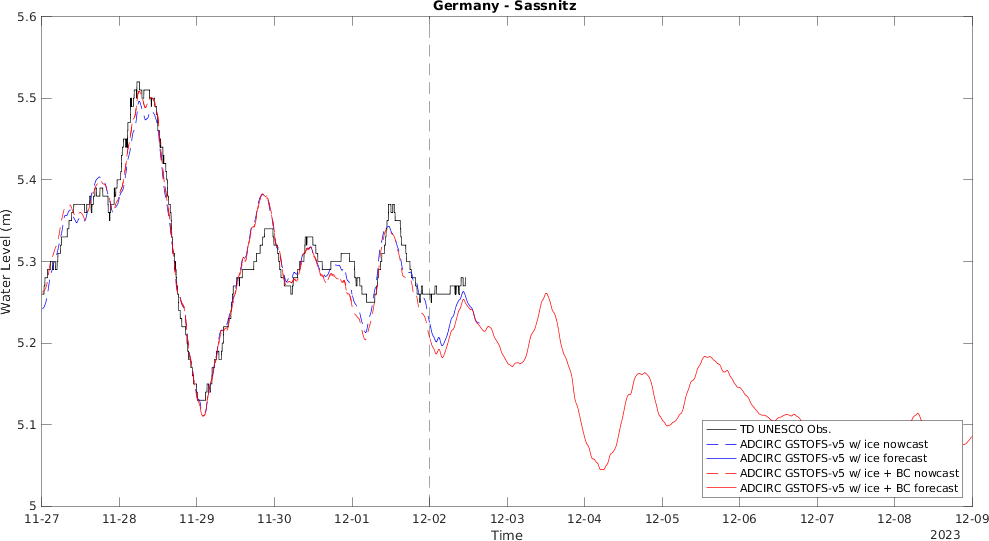 Germany - Sassnitz
Water Level (m)
5.6
5.5
5.4
5.3
5.2
5.1
5
11-27 11-28 11-29 11-30 12-01 12-02 12-03 12-04 12-05 12-06 12-07 12-08 12-09
Time
2023
TD UNESCO Obs.
ADCIRC GSTOFS-v5 w/ ice nowcast
ADCIRC GSTOFS-v5 w/ ice forecast
ADCIRC GSTOFS-v5 w/ ice + BC nowcast
ADCIRC GSTOFS-v5 w/ ice + BC forecast